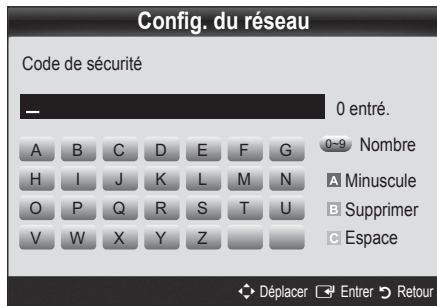 Config. du réseau
Code de sécurité
_ 0 entré.
A B C D E F G 0~9 Nombre
H I J K L M N A Minuscule
O P Q R S T U B Supprimer
V W X Y Z C Espace
Déplacer Entrer Retour